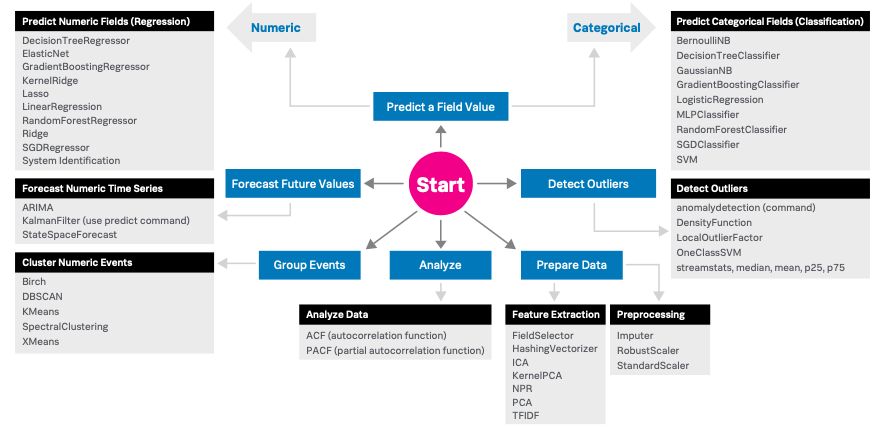 Predict Numeric Fields (Regression)
DecisionTreeRegressor
ElasticNet
GradientBoostingRegressor
KernelRidge
Lasso
LinearRegression
RandomForestRegressor
Ridge
SGDRegressor
System Identification
Numeric
Categorical
Predict Categorical Fields (Classification)
BernoulliNB
DecisionTreeClassifier
GaussianNB
GradientBoostingClassifier
LogisticRegression
MLPClassifier
RandomForestClassifier
SGDClassifier
SVM
Predict a Field Value
Forecast Future Values
Start
Detect Outliers
Forecast Numeric Time Series
ARIMA
KalmanFilter (use predict command)
StateSpaceForecast
Detect Outliers
anomalydetection (command)
DensityFunction
LocalOutlierFactor
OneClassSVM
streamstats, median, mean, p25, p75
Group Events
Analyze
Prepare Data
Cluster Numeric Events
Birch
DBSCAN
KMeans
SpectralClustering
XMeans
Analyze Data
ACF (autocorrelation function)
PACF (partial autocorrelation function)
Feature Extraction
FieldSelector
HashingVectorizer
ICA
KernelPCA
NPR
PCA
TFIDF
Preprocessing
Imputer
RobustScaler
StandardScaler